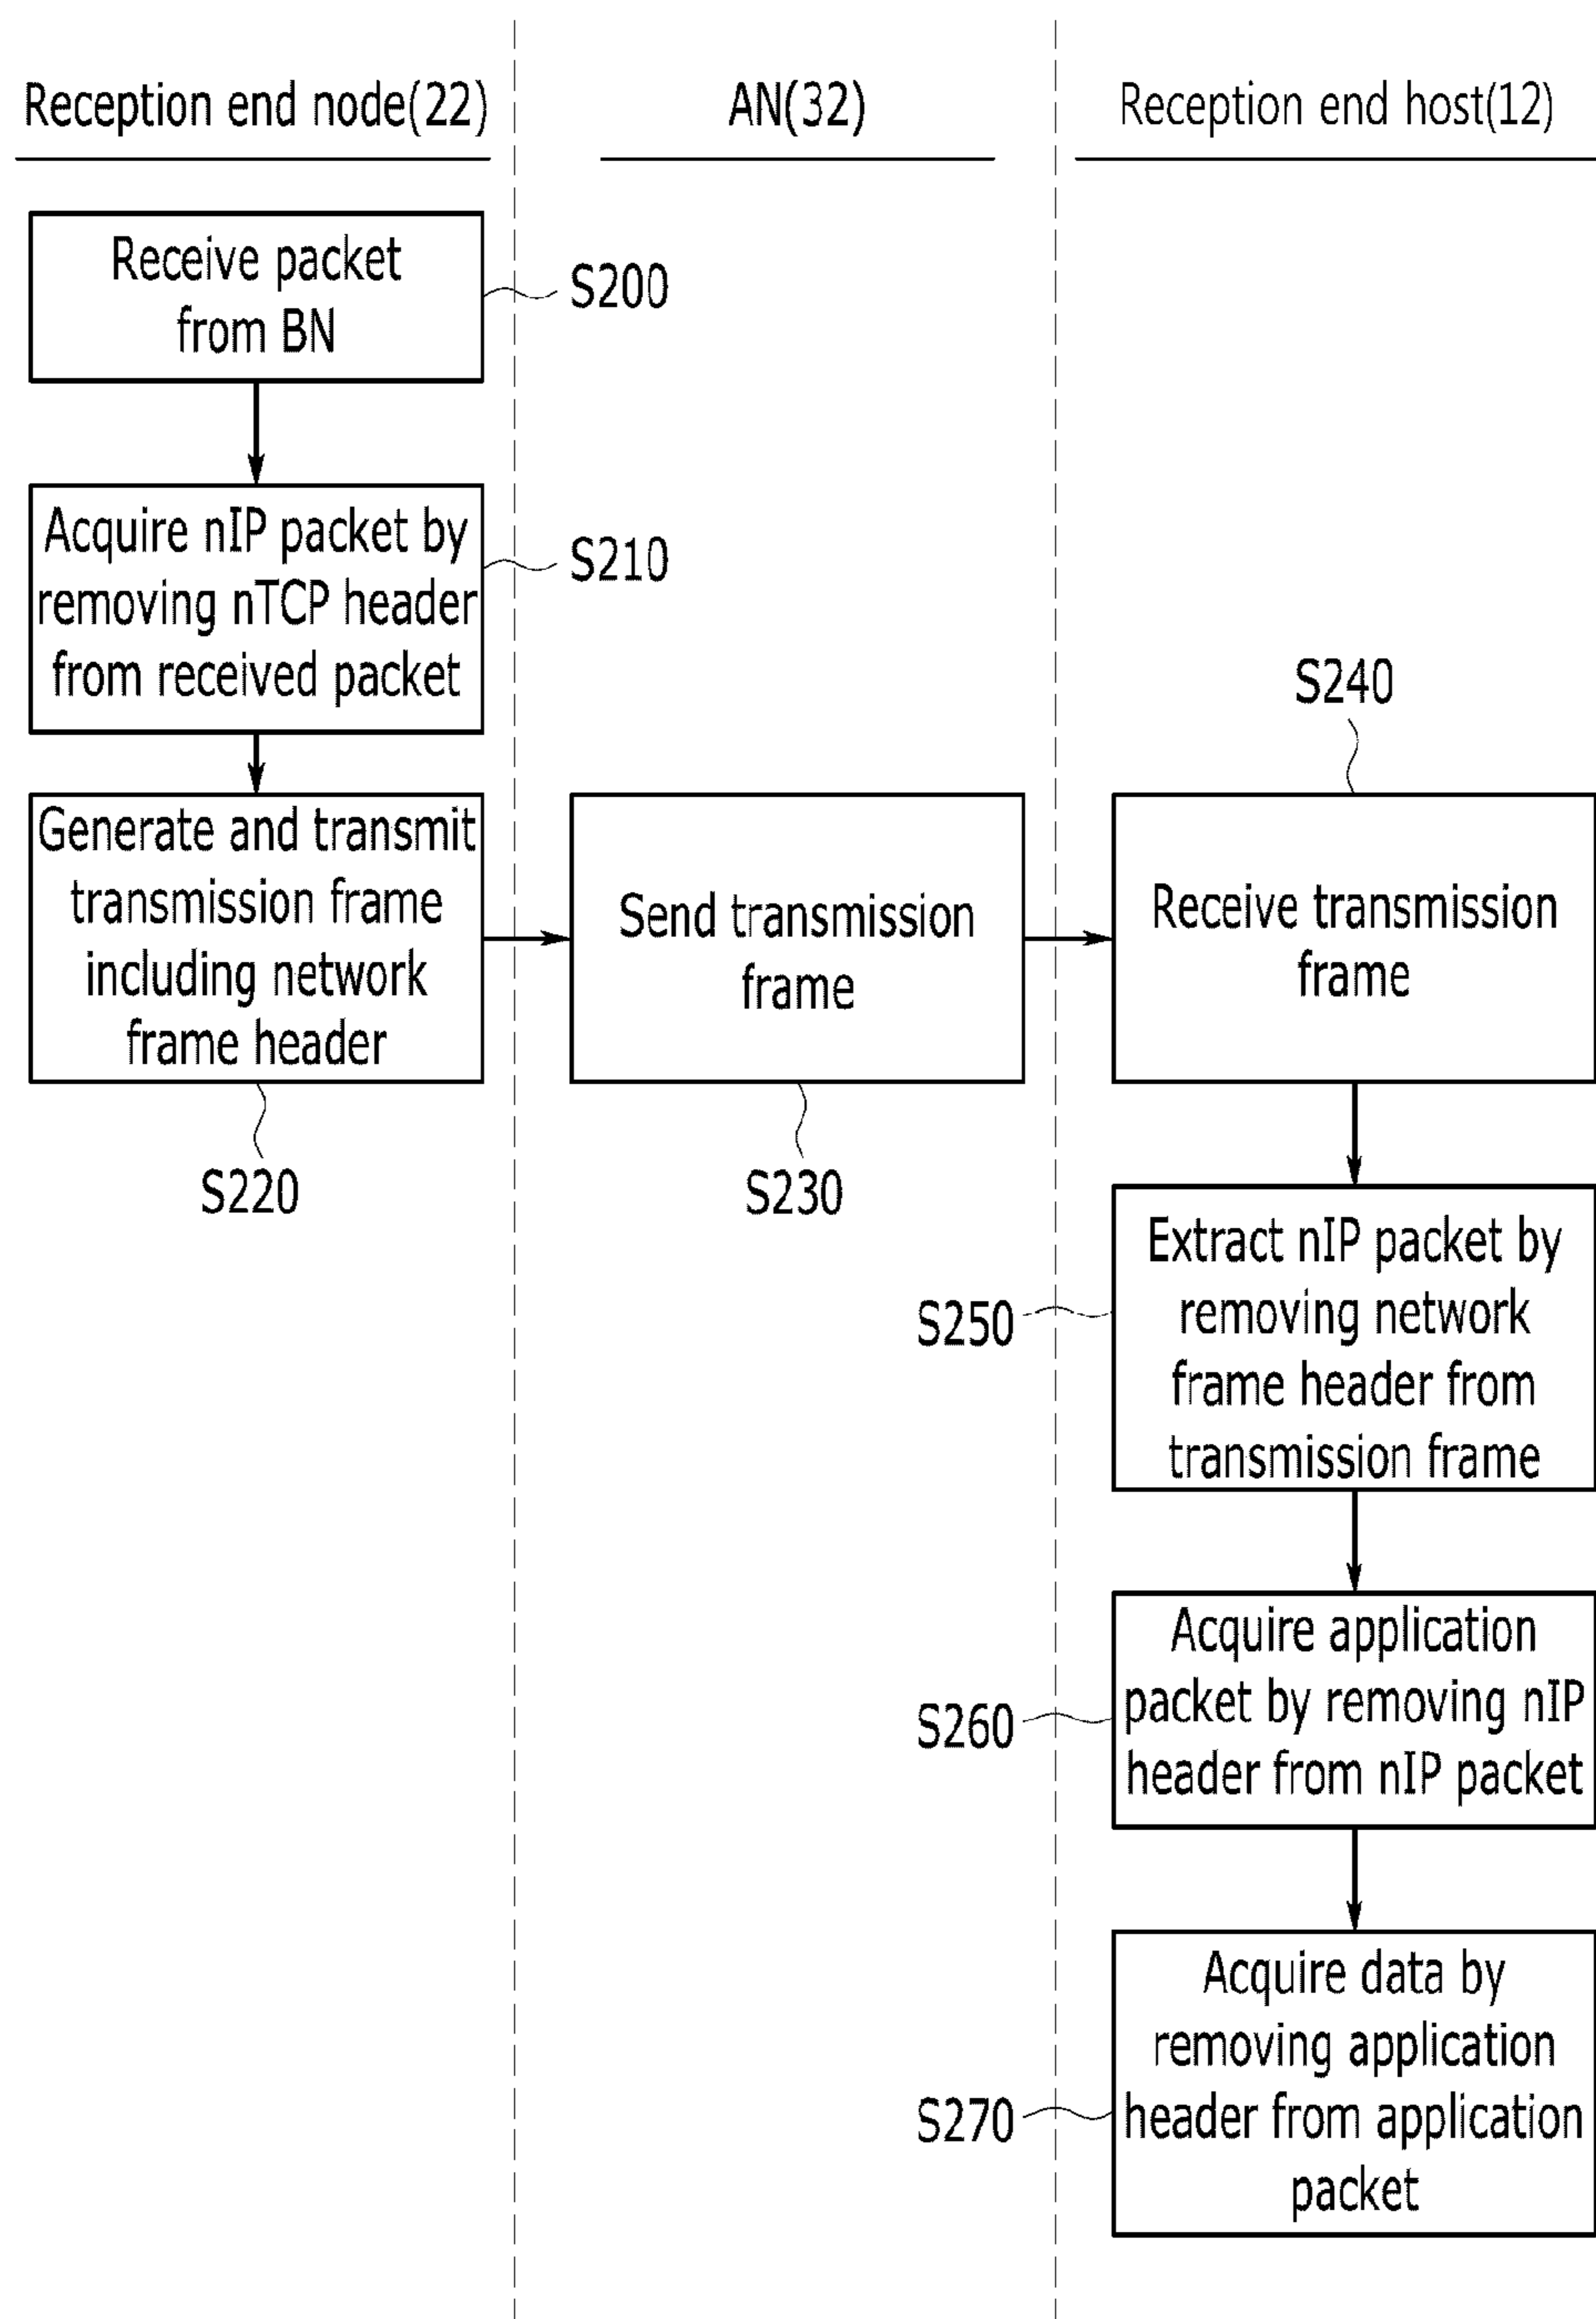 Reception end node(22)
AN(32)
Reception end host(12)
Receive packet
from BN
S200
Acquire nIP packet by
removing nTCP header
from received packet
S210
Generate and transmit
transmission frame
including network
frame header
S220
Send transmission
frame
S230
S240
Receive transmission
frame
Extract nIP packet by
removing network
frame header from
transmission frame
S250
Acquire application
packet by removing nIP
header from nIP packet
S260
Acquire data by
removing application
header from application
packet
S270